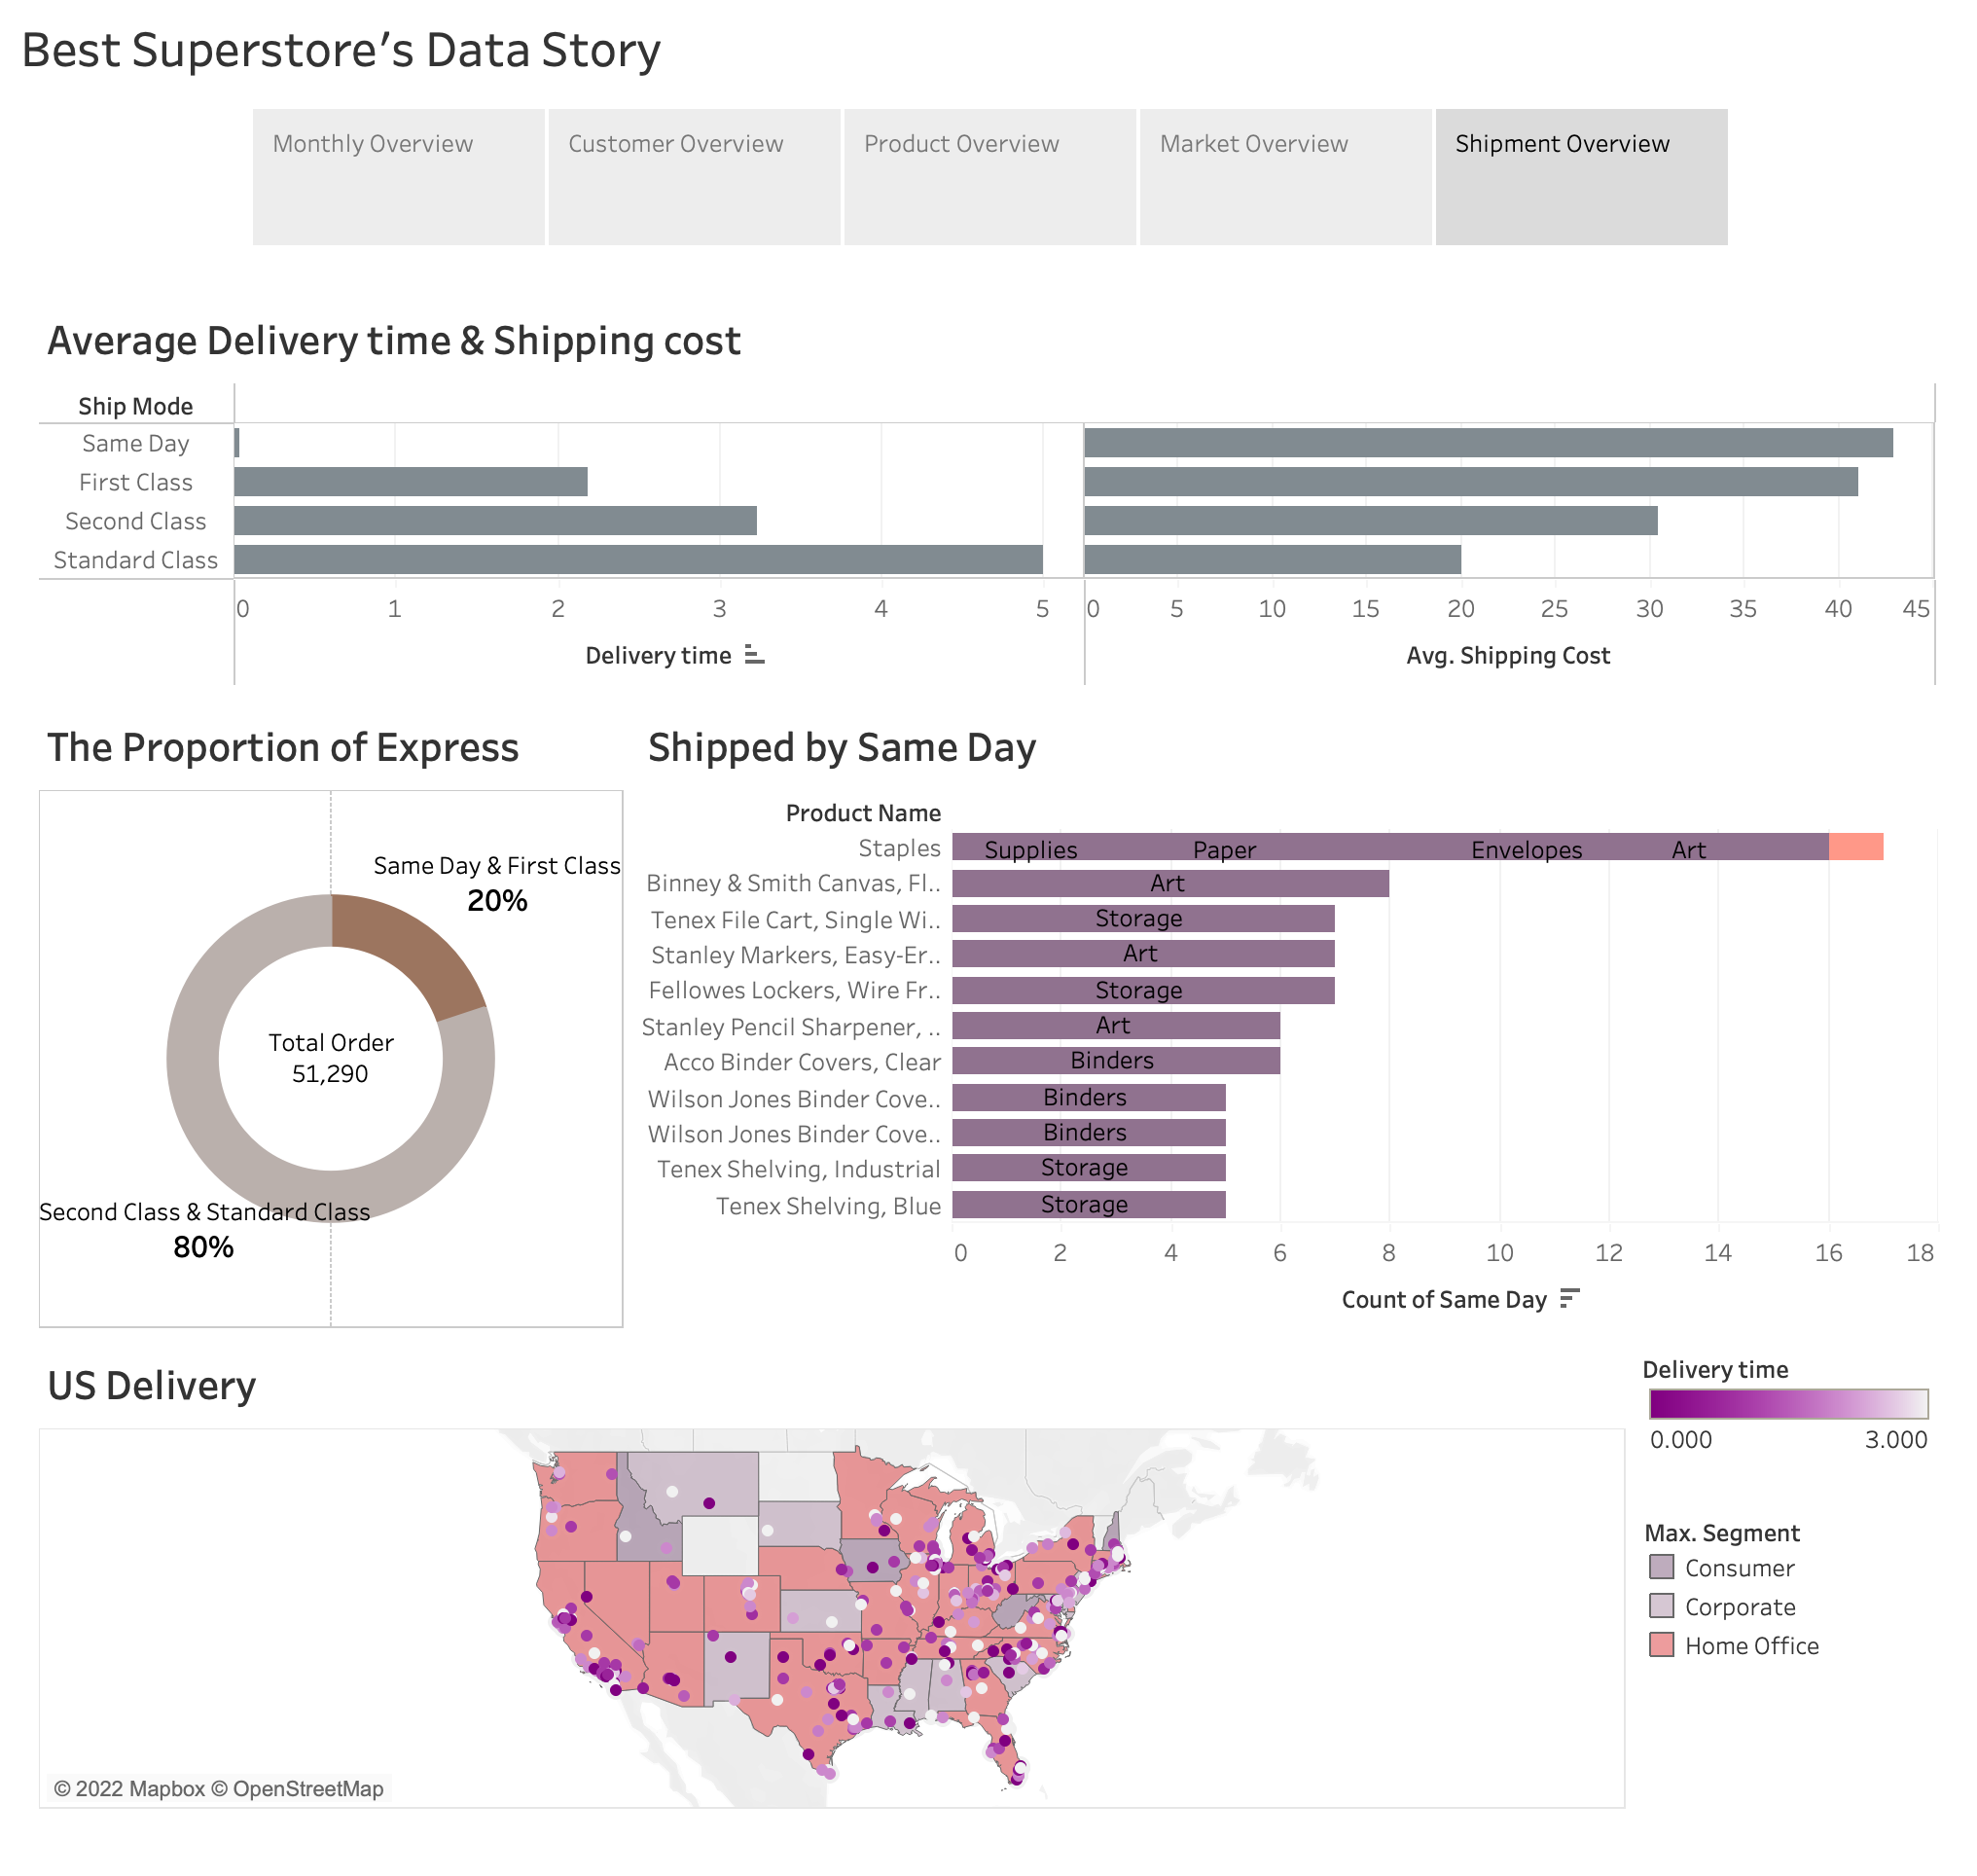 Best Superstore's Data Story
Monthly Overview
Customer Overview
Product Overview
Market Overview
Shipment Overview
Average Delivery time & Shipping cost
Ship Mode
Same Day
First Class
Second Class
Standard Class
0 1 2 3 4 5
0 5 10 15 20 25 30 35 40 45
Delivery time
Avg. Shipping Cost
The Proportion of Express
Same Day & First Class
20%
Total Order
51,290
Second Class & Standard Class
80%
Shipped by Same Day
Product Name
Staples Supplies Paper Envelopes Art
Binney & Smith Canvas, Fl.. Art
Tenex File Cart, Single Wi.. Storage
Stanley Markers, Easy-Er.. Art
Fellowes Lockers, Wire Fr.. Storage
Stanley Pencil Sharpener, .. Art
Acco Binder Covers, Clear Binders
Wilson Jones Binder Cove.. Binders
Wilson Jones Binder Cove.. Binders
Tenex Shelving, Industrial Storage
Tenex Shelving, Blue Storage
0 2 4 6 8 10 12 14 16 18
Count of Same Day
US Delivery
© 2022 Mapbox © OpenStreetMap
Delivery time
0.000 3.000
Max. Segment
Consumer
Corporate
Home Office